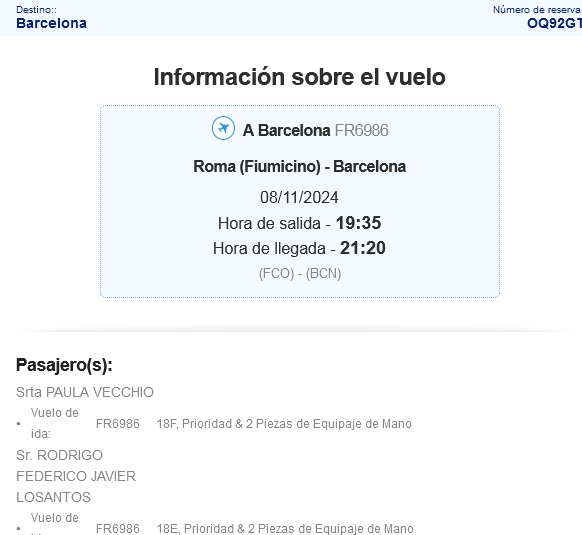 Destino::
Número de reserva
Barcelona
OQ92GT
Información sobre el vuelo
A Barcelona FR6986
Roma (Fiumicino) - Barcelona
08/11/2024
Hora de salida - 19:35
Hora de llegada - 21:20
(FCO) - (BCN)
Pasajero(s):
Srta PAULA VECCHIO
• Vuelo de
ida:
FR6986 18F, Prioridad & 2 Piezas de Equipaje de Mano
Sr. RODRIGO
FEDERICO JAVIER
LOSANTOS
• Vuelo de
FR6986 18E, Prioridad & 2 Piezas de Equipaje de Mano